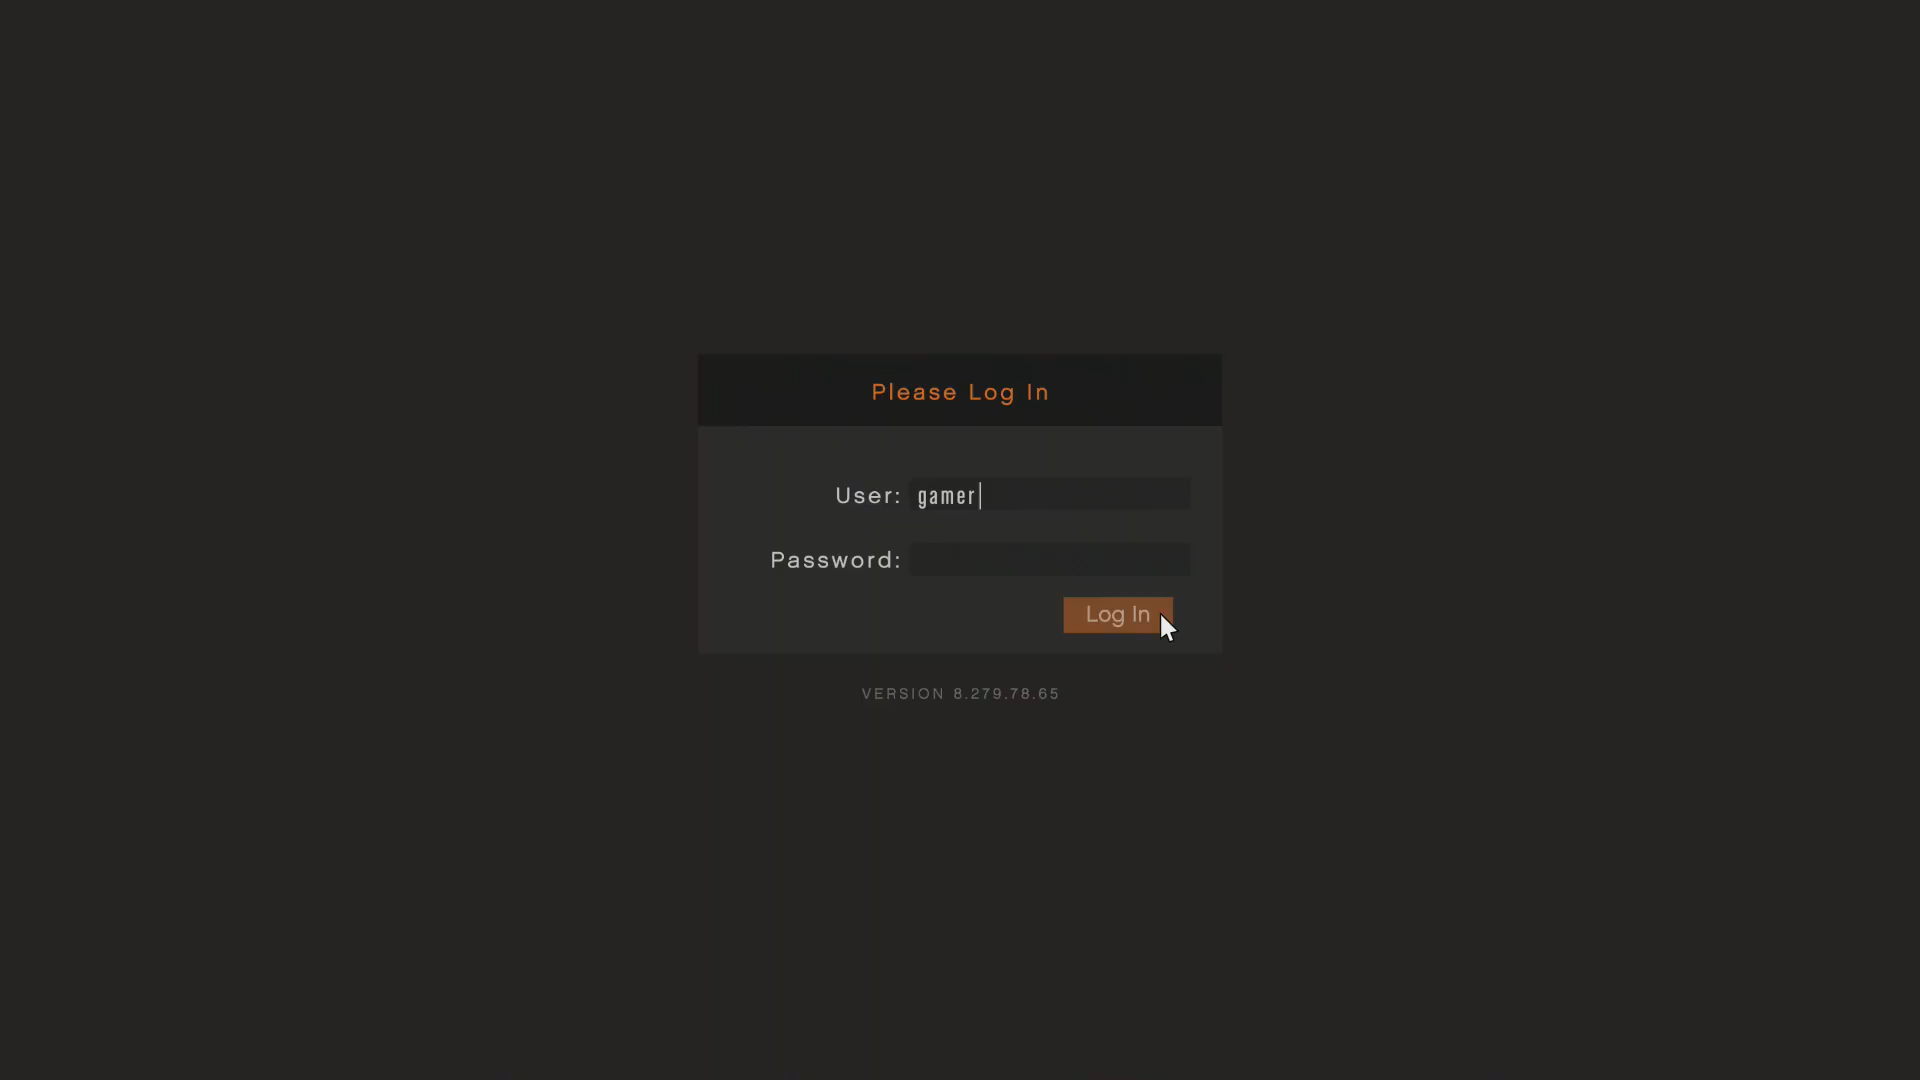 Please Log In
User: gamer
Password:
Log In
VERSION 8.279.78.65